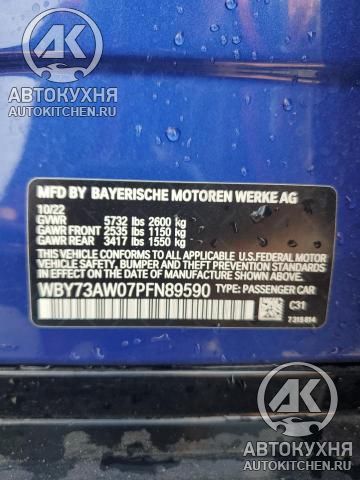 АК
АВТОКУХНЯ
AUTOKITCHEN.RU
MFD BY BAYERISCHE MOTOREN WERKE AG
10/22
GVWR 5732 lbs 2600 kg
GAWR FRONT 2535 lbs 1150 kg
GAWR REAR 3417 lbs 1550 kg
THIS VEHICLE CONFORMS TO ALL APPLICABLE U.S.FEDERAL MOTOR
VEHICLE SAFETY, BUMPER AND THEFT PREVENTION STANDARDS
IN EFFECT ON THE DATE OF MANUFACTURE SHOWN ABOVE.
WBY73AW07PFN89590 TYPE: PASSENGER CAR
C31
7319814
АК
АВТОКУХНЯ
AUTOKITCHEN.RU